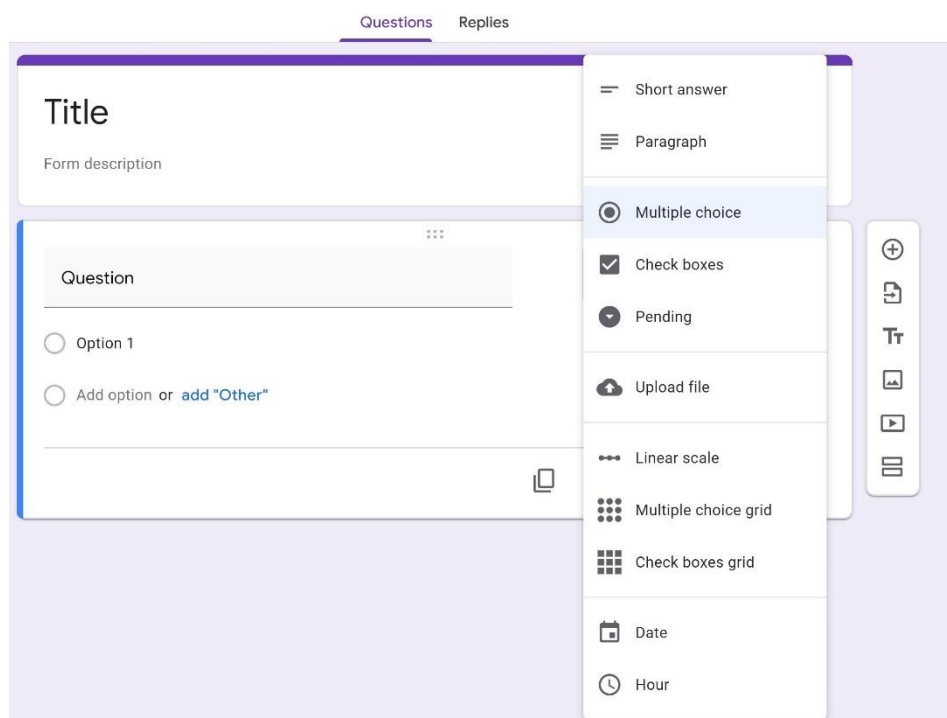 Questions Replies
Title
Form description
Question
Option 1
Add option or add "Other"
Short answer
Paragraph
Multiple choice
Check boxes
Pending
Upload file
Linear scale
Multiple choice grid
Check boxes grid
Date
Hour
Tт